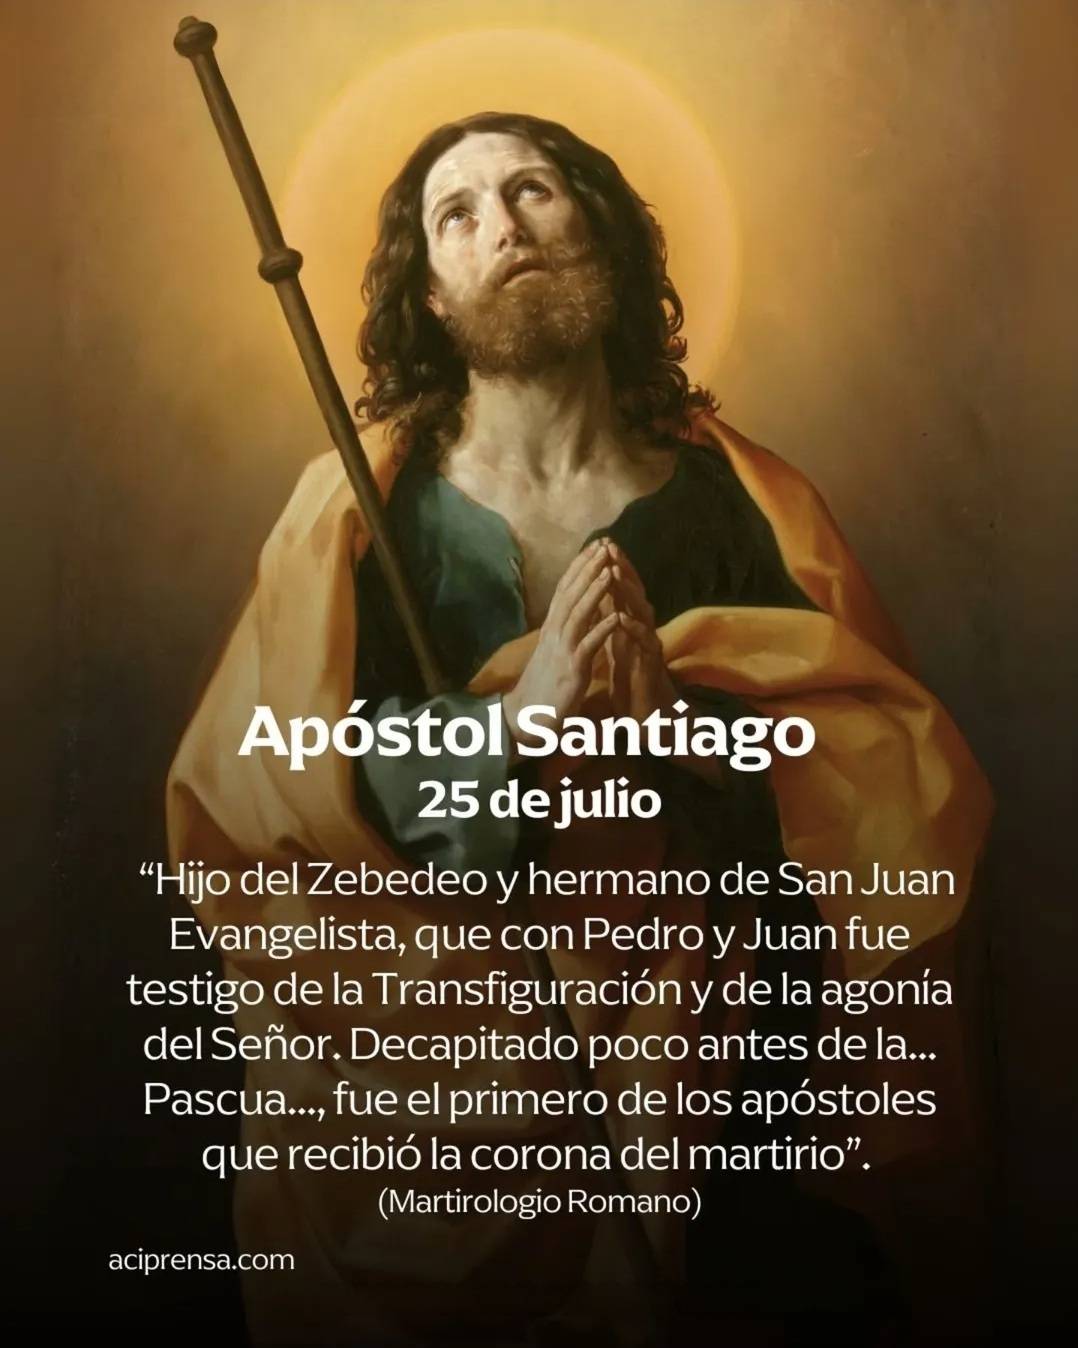 Apóstol Santiago
25 de julio
“Hijo del Zebedeo y hermano de San Juan
Evangelista, que con Pedro y Juan fue
testigo de la Transfiguración y de la agonía
del Señor. Decapitado poco antes de la...
Pascua..., fue el primero de los apóstoles
que recibió la corona del martirio”.
(Martirologio Romano)
aciprensa.com